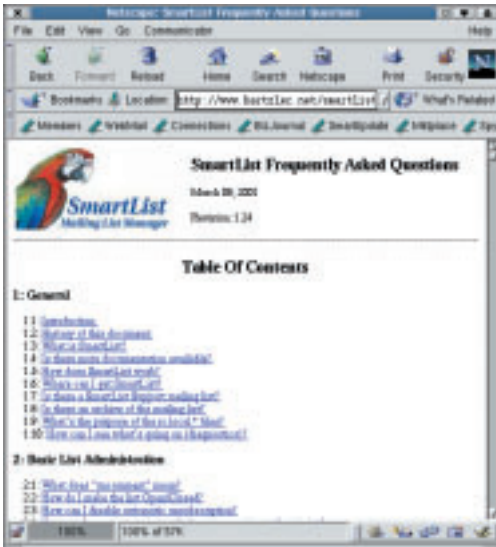 Netscape: SmartList Frequently Asked Questions
File Edit View Go Communicator Help
Back Forward Reload Home Search Netscape Print Security
Bookmarks Location: http://www.hartzler.net/smartlist What's Related
Members WebMail Connections BizJournal SmartUpdate Mktplace
SmartList
Mailing List Manager
SmartList Frequently Asked Questions
March 09, 2001
Revision: 1.24
Table Of Contents
1: General
1.1: Introduction
1.2: History of this document
1.3: What is SmartList?
1.4: Is there more documentation available?
1.5: How does SmartList work?
1.6: Where can I get SmartList?
1.7: Is there a SmartList Support mailing list?
1.8: Is there an archive of the mailing list?
1.9: What's the purpose of the rc.local.* files?
1.10: How can I see what's going on (diagnostics)?
2: Basic List Administration
2.1: What does "rc.request" mean?
2.2: How do I make the list Open/Closed?
2.3: How can I disable automatic unsubscription?
100% 100% of 57K